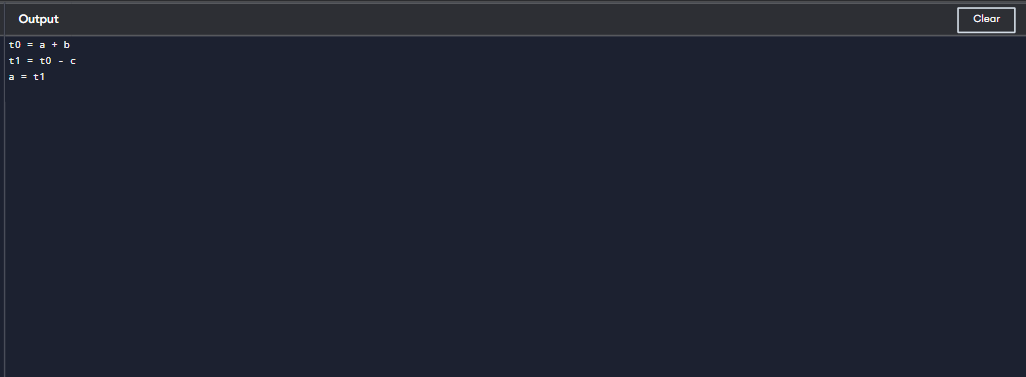 Output
Clear
t0 = a + b
t1 = t0 - c
a = t1